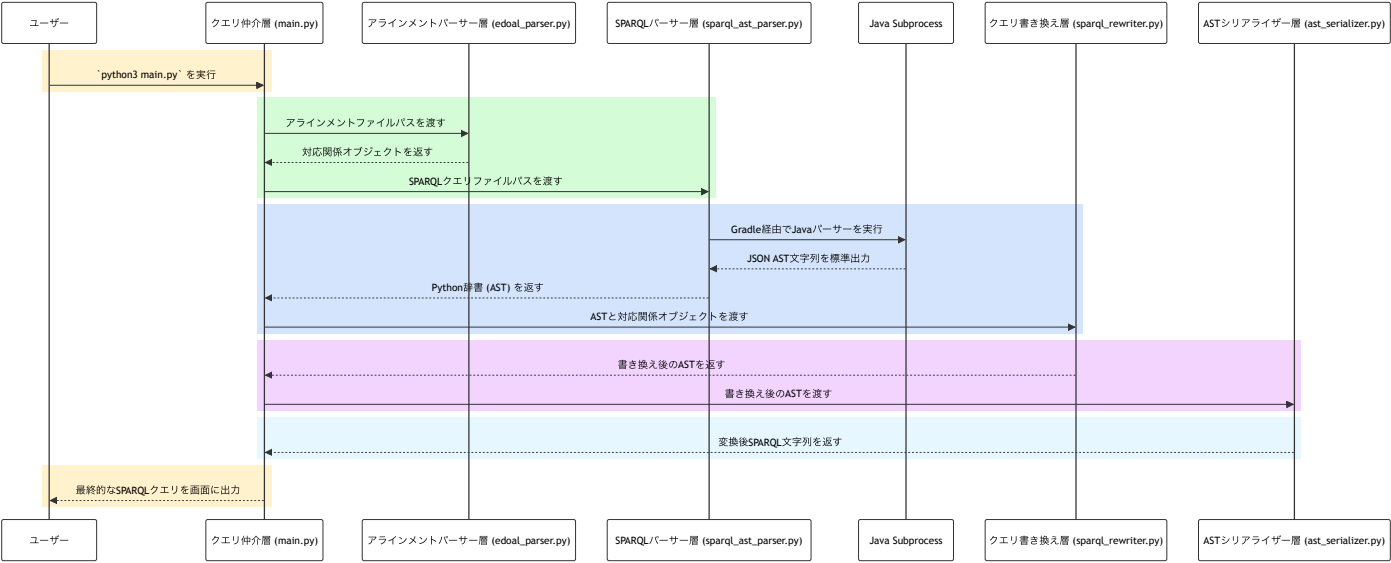 ユーザー
クエリ仲介層 (main.py)
アラインメントパーサー層 (edoal_parser.py)
SPARQLパーサー層 (sparql_ast_parser.py)
Java Subprocess
クエリ書き換え層 (sparql_rewriter.py)
ASTシリアライザー層 (ast_serializer.py)
`python3 main.py` を実行
アラインメントファイルパスを渡す
対応関係オブジェクトを返す
SPARQLクエリファイルパスを渡す
Gradle経由でJavaパーサーを実行
JSON AST文字列を標準出力
Python辞書 (AST) を返す
ASTと対応関係オブジェクトを渡す
書き換え後のASTを返す
書き換え後のASTを渡す
変換後SPARQL文字列を返す
最終的なSPARQLクエリを画面に出力
ユーザー
クエリ仲介層 (main.py)
アラインメントパーサー層 (edoal_parser.py)
SPARQLパーサー層 (sparql_ast_parser.py)
Java Subprocess
クエリ書き換え層 (sparql_rewriter.py)
ASTシリアライザー層 (ast_serializer.py)